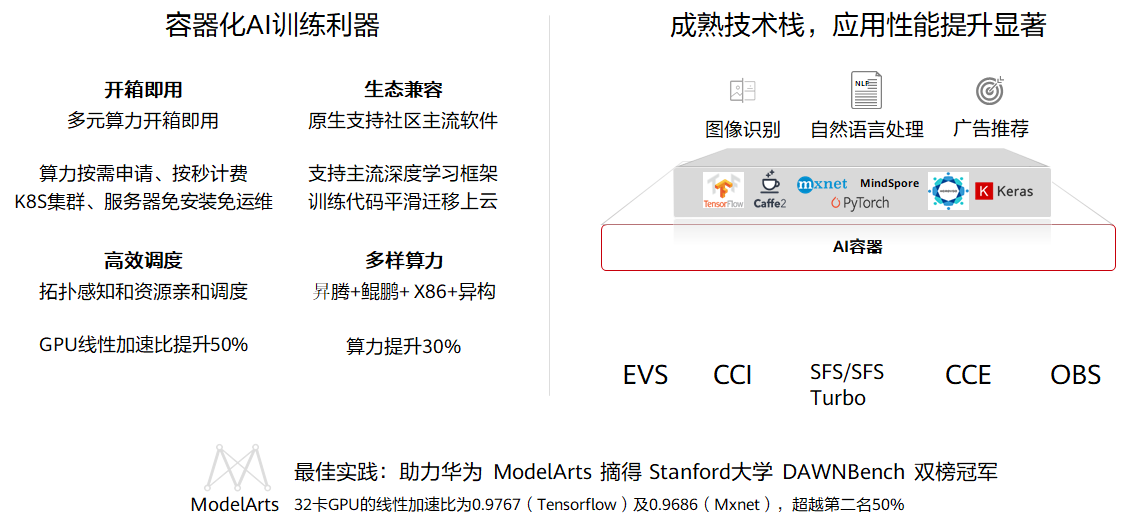 容器化AI训练利器
开箱即用
多元算力开箱即用
算力按需申请、按秒计费
K8S集群、服务器免安装免运维
生态兼容
原生支持社区主流软件
支持主流深度学习框架
训练代码平滑迁移上云
高效调度
拓扑感知和资源亲和调度
GPU线性加速比提升50%
多样算力
昇腾+鲲鹏+ X86+异构
算力提升30%
成熟技术栈，应用性能提升显著
NLP
图像识别
自然语言处理
广告推荐
TensorFlow
Caffe2
mxnet
MindSpore
PyTorch
K Keras
AI容器
EVS
CCI
SFS/SFS
Turbo
CCE
OBS
ModelArts
最佳实践：助力华为 ModelArts 摘得 Stanford大学 DAWNBench 双榜冠军
32卡GPU的线性加速比为0.9767（Tensorflow）及0.9686（Mxnet），超越第二名50%